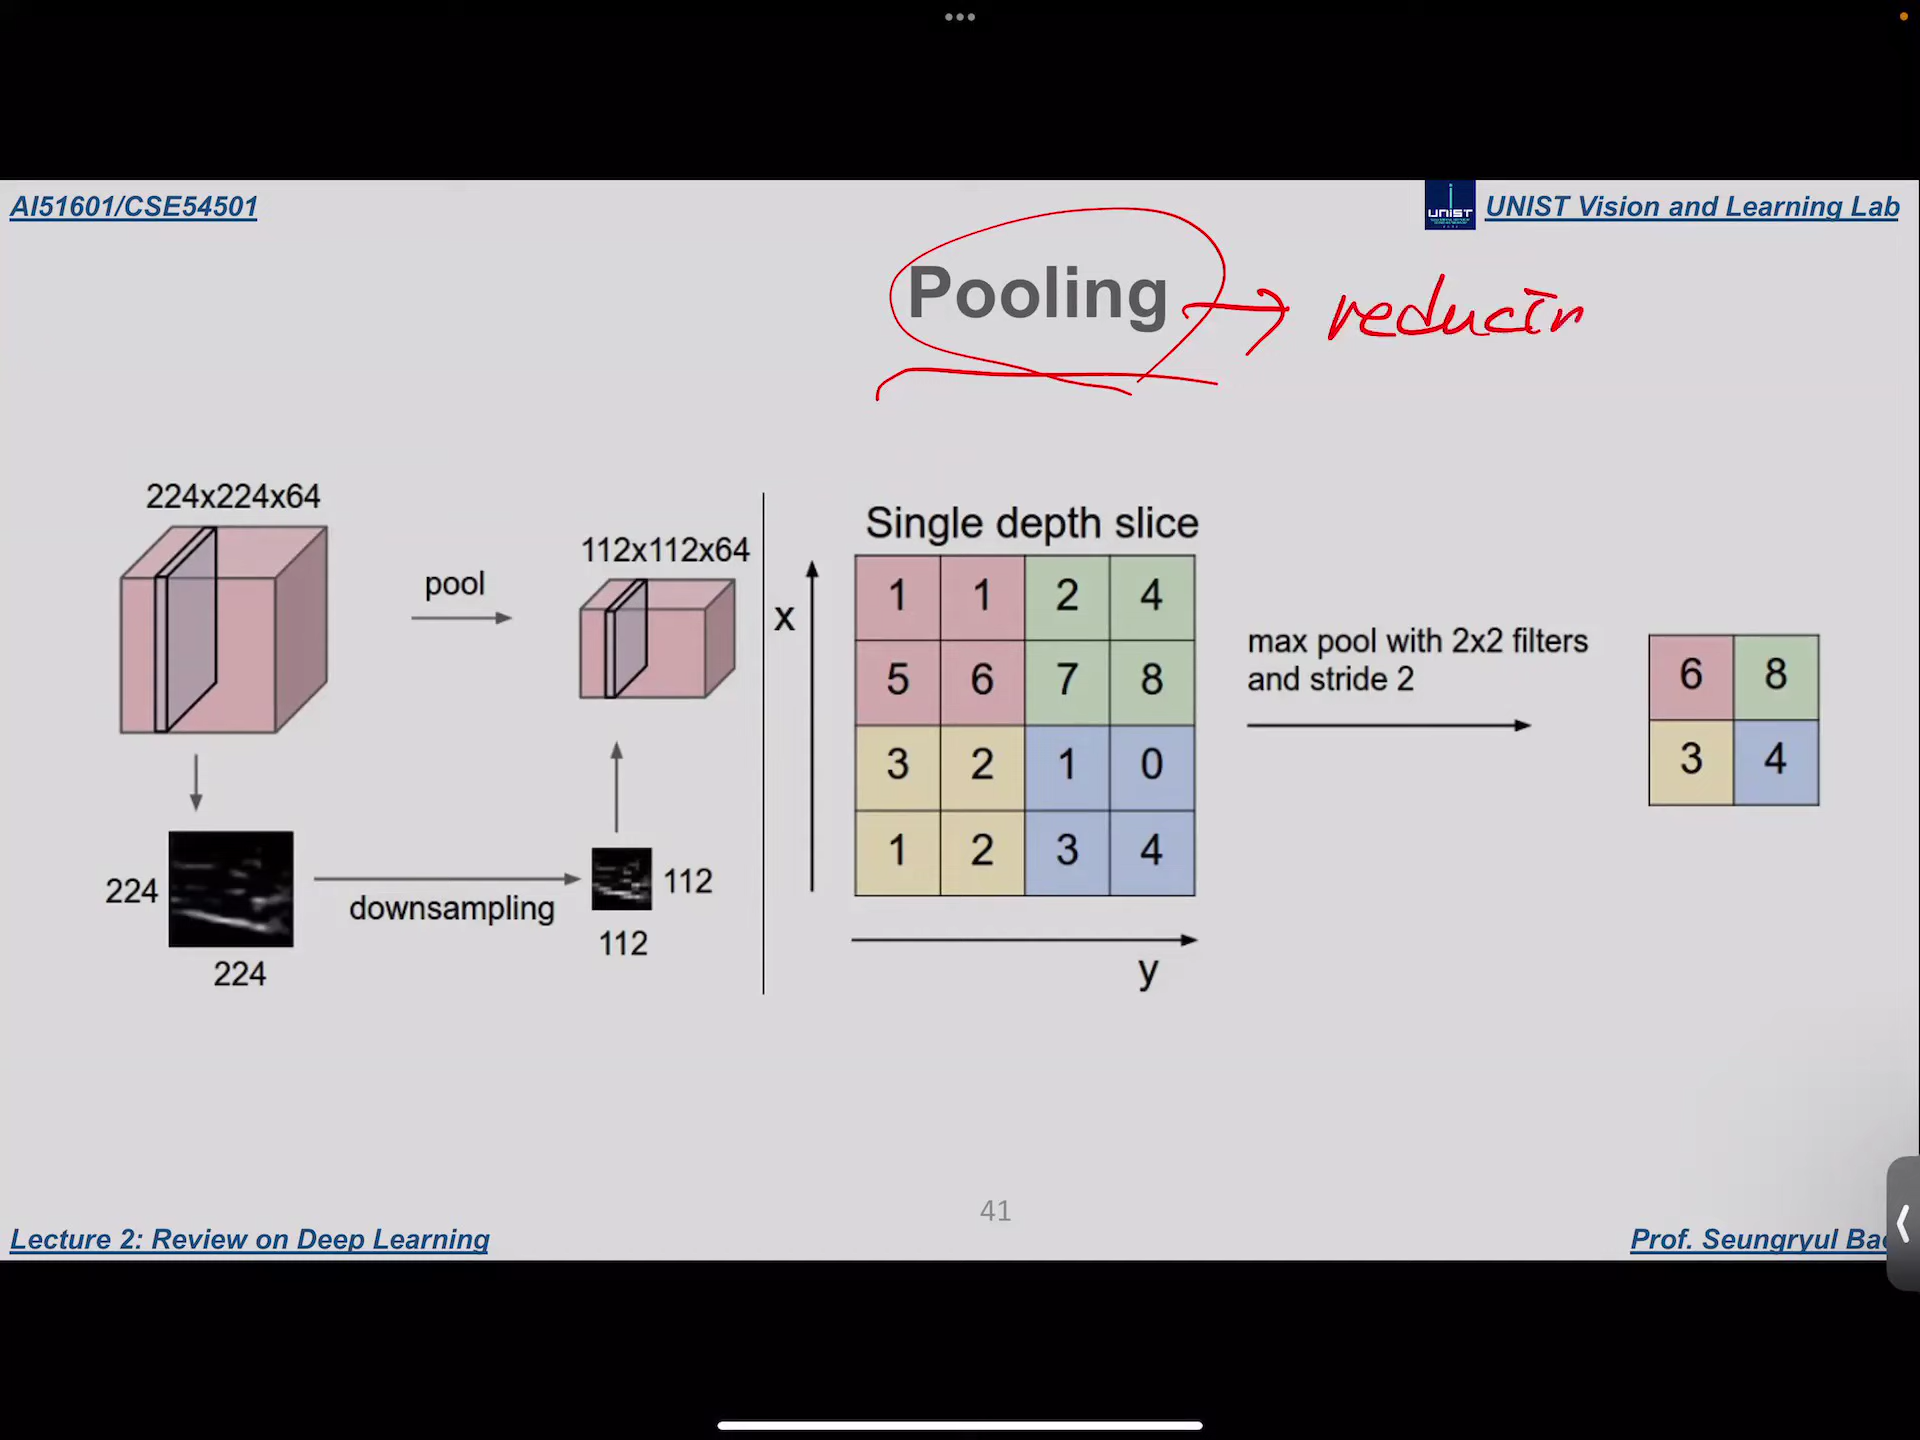 AI51601/CSE54501
UNIST
UNIST Vision and Learning Lab
Pooling
reducin
224x224x64
pool
112x112x64
224
224
downsampling
112
112
Single depth slice
x
1 1 2 4
5 6 7 8
3 2 1 0
1 2 3 4
y
max pool with 2x2 filters
and stride 2
6 8
3 4
41
Lecture 2: Review on Deep Learning
Prof. Seungryul Bae